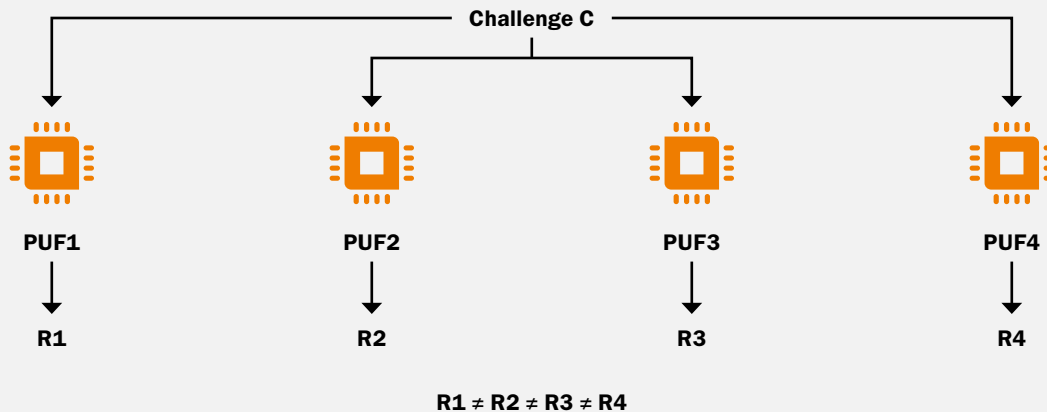 Challenge C
PUF1 PUF2 PUF3 PUF4
R1 R2 R3 R4
R1 ≠ R2 ≠ R3 ≠ R4